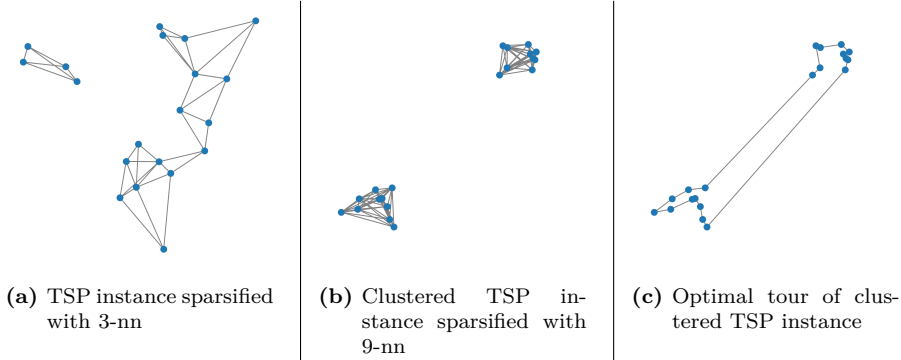 (a) TSP instance sparsified
with 3-nn
(b) Clustered TSP in-
stance sparsified with
9-nn
(c) Optimal tour of clus-
tered TSP instance